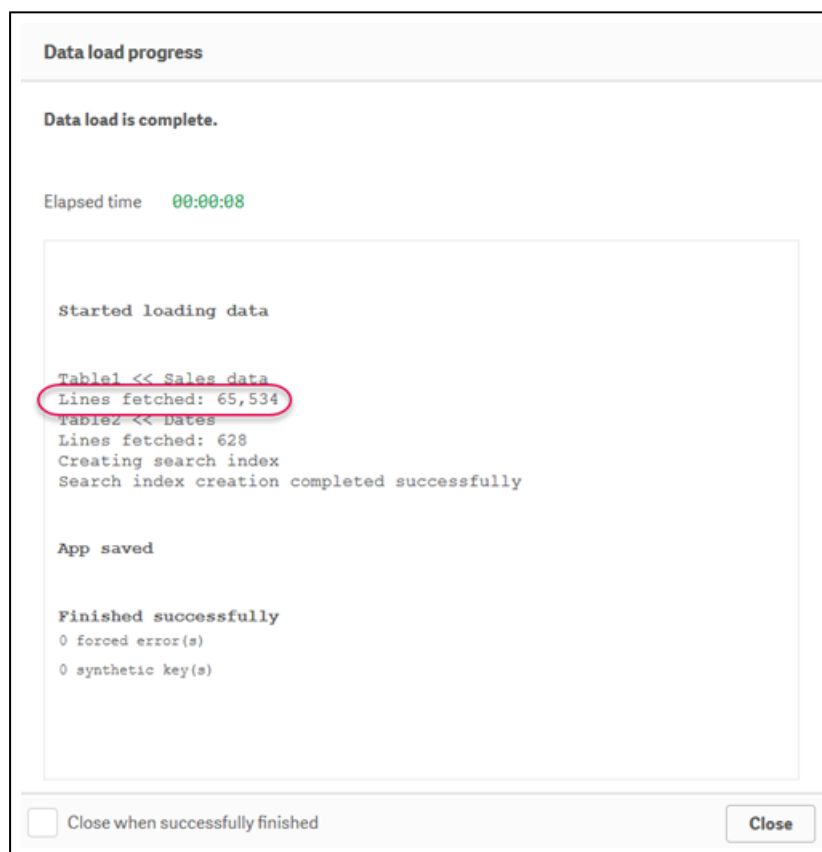 Data load progress
Data load is complete.
Elapsed time 00:00:08
Started loading data
Table1 << Sales data
Lines fetched: 65,534
Table2 << Dates
Lines fetched: 628
Creating search index
Search index creation completed successfully
App saved
Finished successfully
0 forced error(s)
0 synthetic key(s)
Close when successfully finished
Close